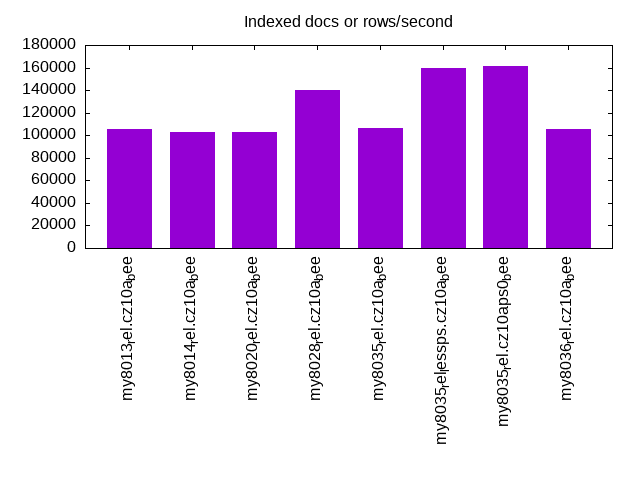 Indexed docs or rows/second
180000
160000
140000
120000
100000
80000
60000
40000
20000
0
my8013rel.cz10abee
my8014rel.cz10abee
my8020rel.cz10abee
my8028rel.cz10abee
my8035rel.cz10abee
my8035rellessps.cz10abee
my8035rel.cz10aps0bee
my8036rel.cz10abee